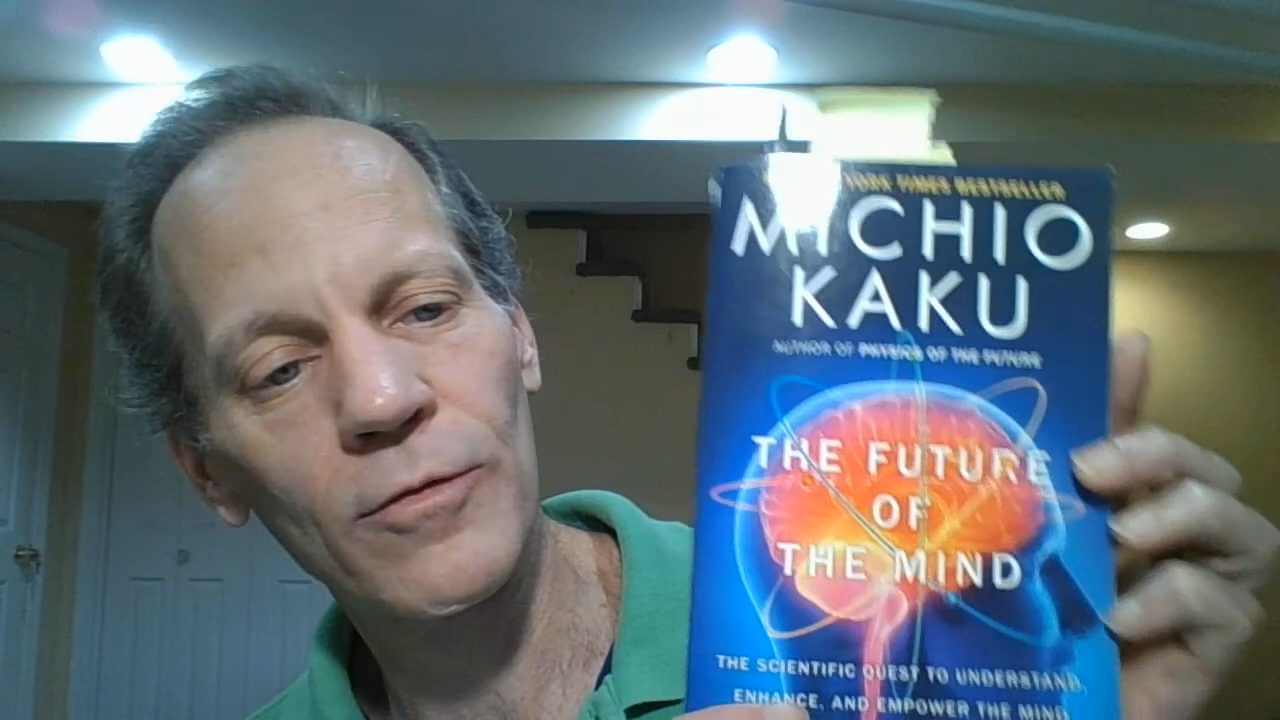 YORK TIMES BESTSELLER
MICHIO
KAKU
AUTHOR OF PHYSICS OF THE FUTURE
THE FUTURE
OF
THE MIND
THE SCIENTIFIC QUEST TO UNDERSTAND,
ENHANCE, AND EMPOWER THE MIND